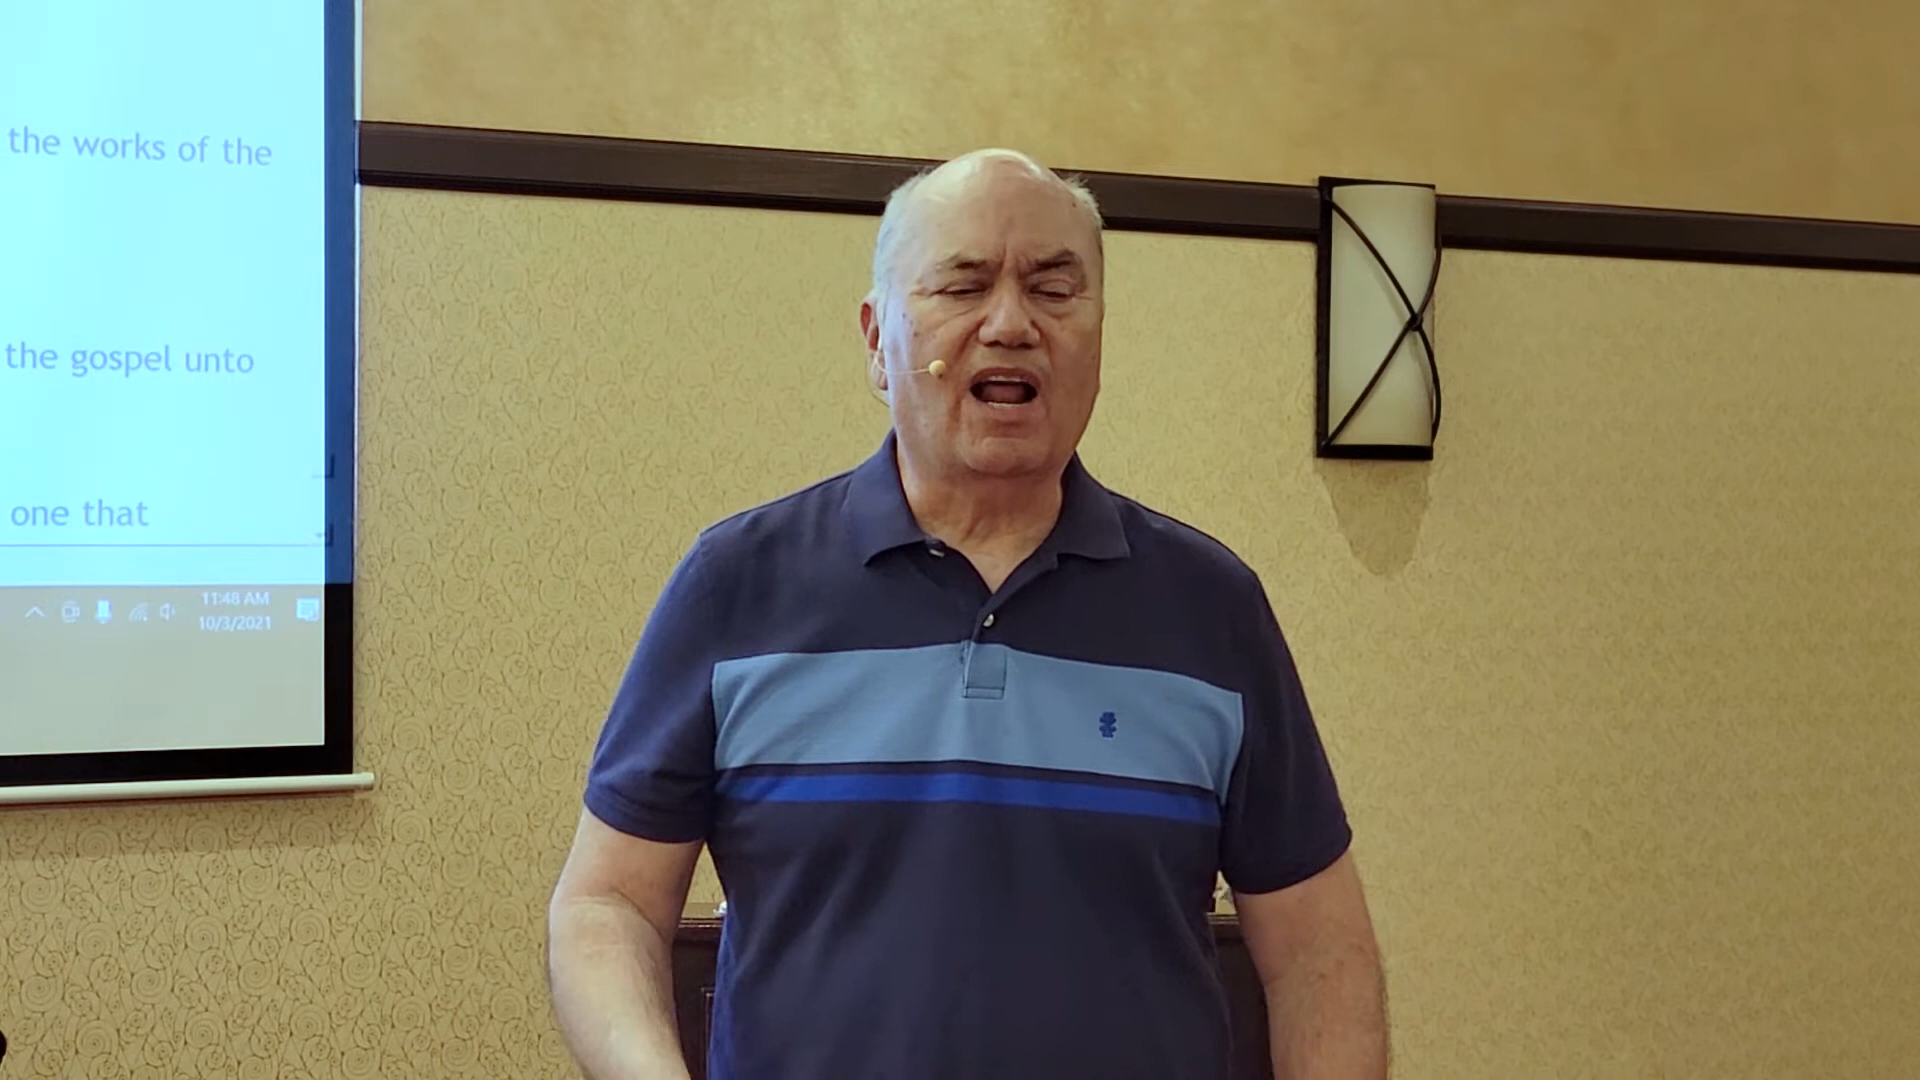 the works of the
the gospel unto
one that
11:48 AM
10/3/2021